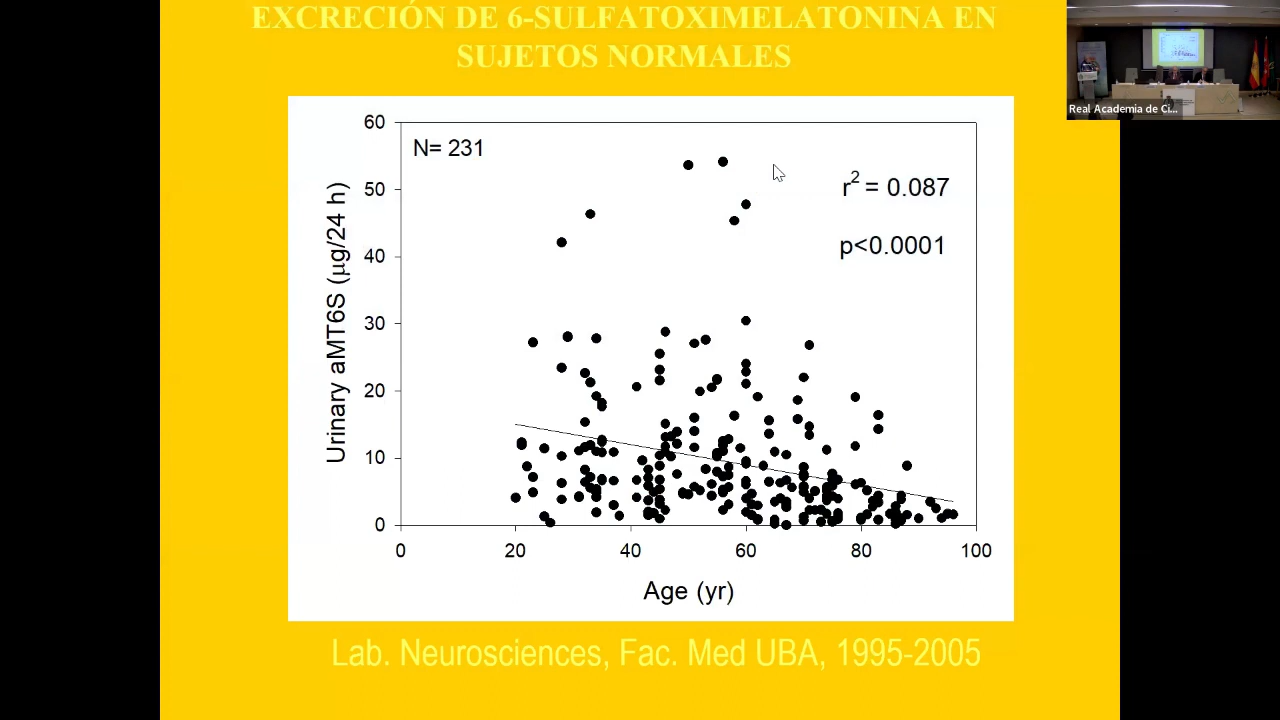 EXCRECIÓN DE 6-SULFATOXIMELATONINA EN
SUJETOS NORMALES
Real Academia de Ci...
N= 231
r2 = 0.087
p<0.0001
Urinary aMT6S (µg/24 h)
60
50
40
30
20
10
0
0 20 40 60 80 100
Age (yr)
Lab. Neurosciences, Fac. Med UBA, 1995-2005